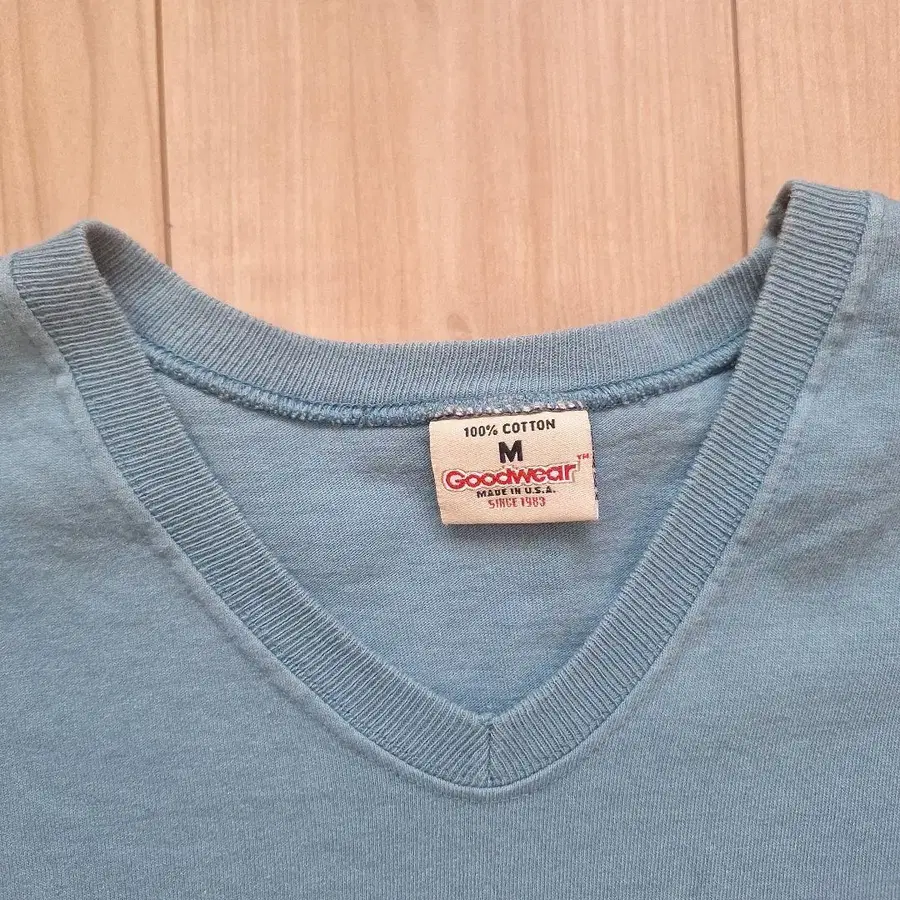 100% COTTON
M
Goodwear™
MADE IN U.S.A.
SINCE 1983